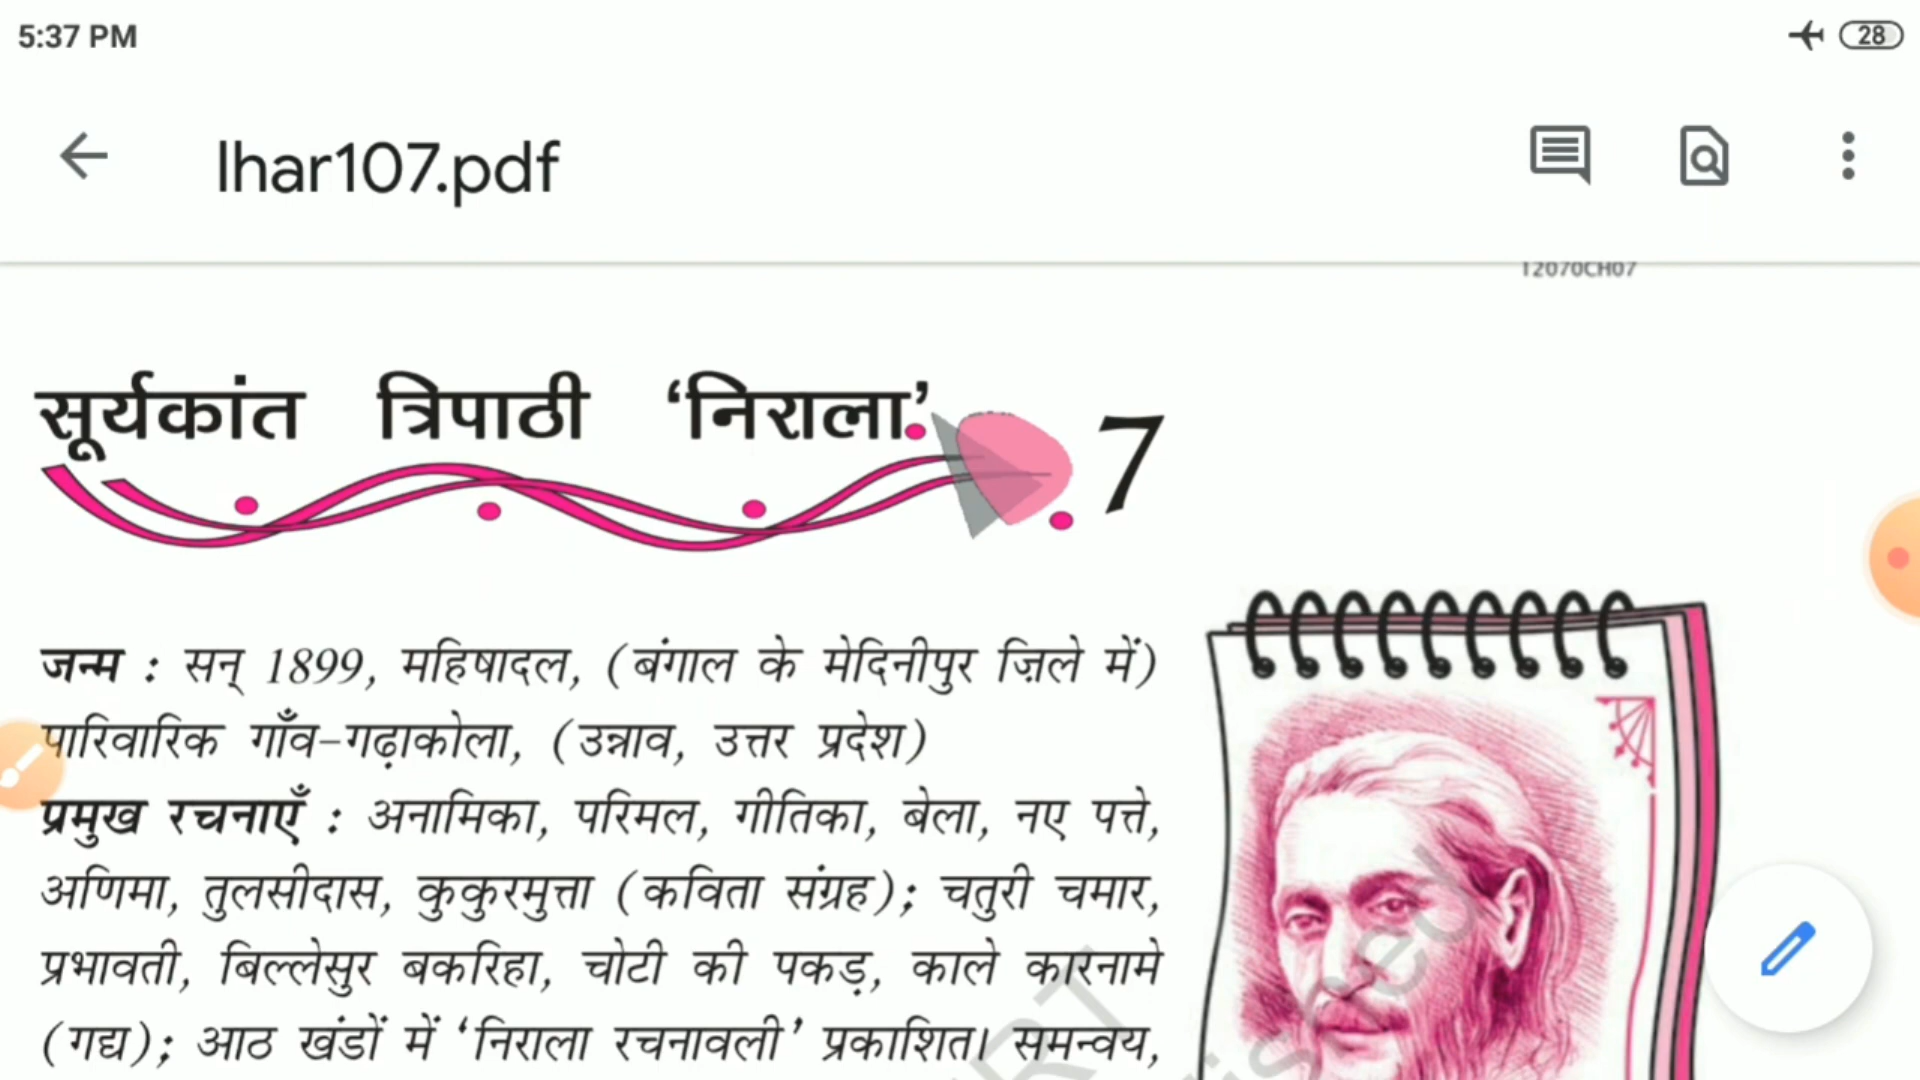 5:37 PM
28
lhar107.pdf
12070CH07
सूर्यकांत त्रिपाठी ‘निराला’
7
जन्म : सन् 1899, महिषादल, (बंगाल के मेदिनीपुर ज़िले में)
पारिवारिक गाँव-गढ़ाकोला, (उन्नाव, उत्तर प्रदेश)
प्रमुख रचनाएँ : अनामिका, परिमल, गीतिका, बेला, नए पत्ते,
अणिमा, तुलसीदास, कुकुरमुत्ता (कविता संग्रह); चतुरी चमार,
प्रभावती, बिल्लेसुर बकरिहा, चोटी की पकड़, काले कारनामे
(गद्य); आठ खंडों में ‘निराला रचनावली’ प्रकाशित। समन्वय,